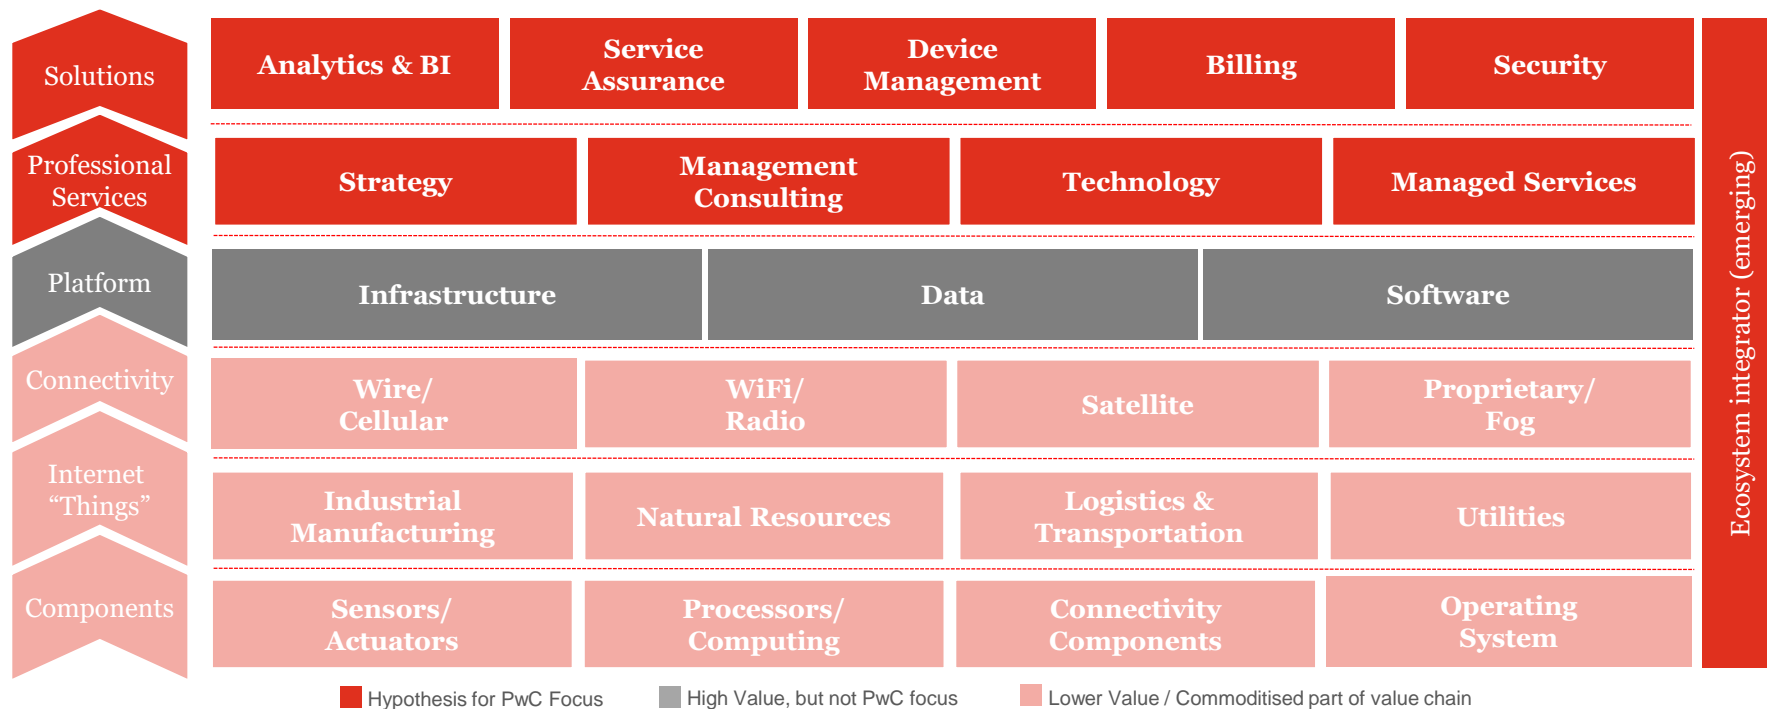 Solutions
Analytics & BI
Service
Assurance
Device
Management
Billing
Security
Professional
Services
Strategy
Management
Consulting
Technology
Managed Services
Platform
Infrastructure
Data
Software
Connectivity
Wire/
Cellular
WiFi/
Radio
Satellite
Proprietary/
Fog
Internet
“Things”
Industrial
Manufacturing
Natural Resources
Logistics &
Transportation
Utilities
Components
Sensors/
Actuators
Processors/
Computing
Connectivity
Components
Operating
System
Ecosystem integrator (emerging)
Hypothesis for PwC Focus
High Value, but not PwC focus
Lower Value / Commoditised part of value chain